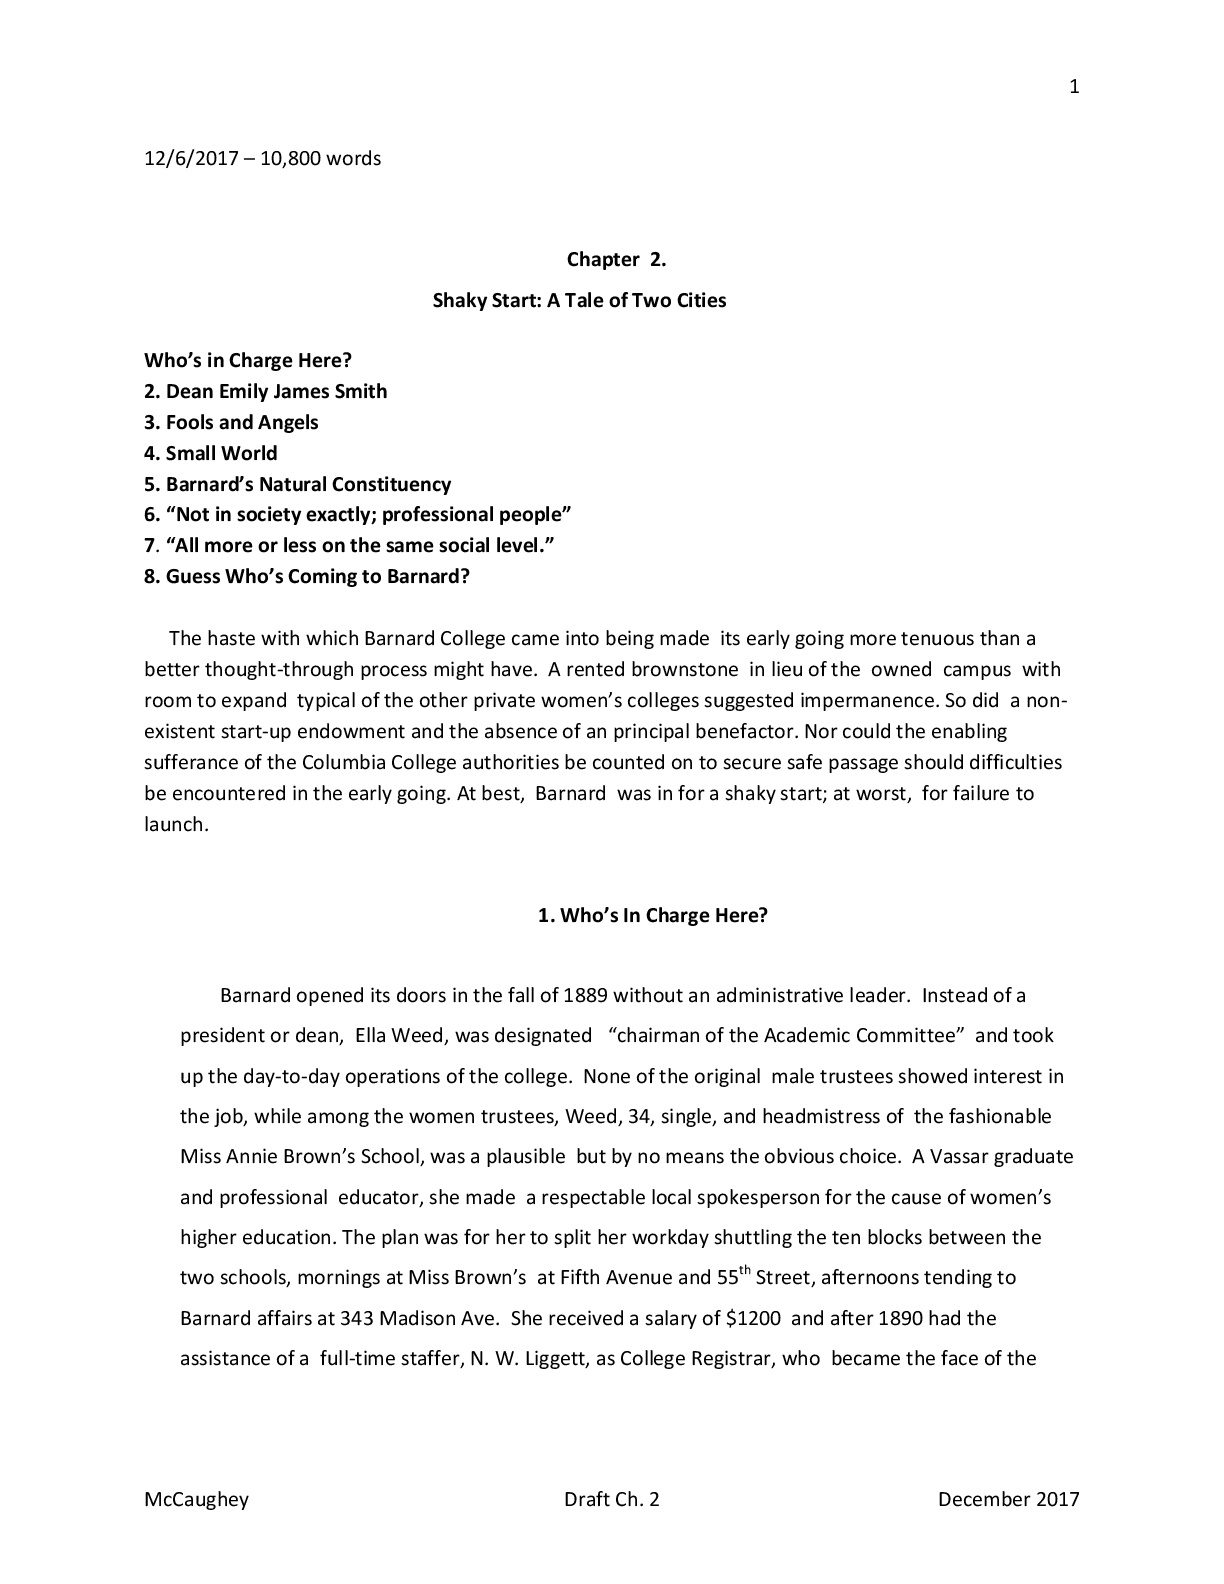 1
12/6/2017 – 10,800 words
Chapter  2.
Shaky Start: A Tale of Two Cities
Who’s in Charge Here?
2. Dean Emily James Smith
3. Fools and Angels
4. Small World
5. Barnard’s Natural Constituency
6. “Not in society exactly; professional people”
7. “All more or less on the same social level.”
8. Guess Who’s Coming to Barnard?
The haste with which Barnard College came into being made  its early going more tenuous than a
better thought-through process might have.  A rented brownstone  in lieu of the  owned  campus  with
room to expand  typical of the other private women’s colleges suggested impermanence. So did  a non-
existent start-up endowment and the absence of an principal benefactor. Nor could the enabling
sufferance of the Columbia College authorities be counted on to secure safe passage should difficulties
be encountered in the early going. At best,  Barnard  was in for a shaky start; at worst,  for failure to
launch.
1. Who’s In Charge Here?
Barnard opened its doors in the fall of 1889 without an administrative leader.  Instead of a
president or dean,  Ella Weed, was designated   “chairman of the Academic Committee”  and took
up the day-to-day operations of the college.  None of the original  male trustees showed interest in
the job, while among the women trustees, Weed, 34, single, and headmistress of  the fashionable
Miss Annie Brown’s School, was a plausible  but by no means the obvious choice.  A Vassar graduate
and professional  educator, she made  a respectable local spokesperson for the cause of women’s
higher education. The plan was for her to split her workday shuttling the ten blocks between the
two schools, mornings at Miss Brown’s  at Fifth Avenue and 55th Street, afternoons tending to
Barnard affairs at 343 Madison Ave.  She received a salary of $1200  and after 1890 had the
assistance of a  full-time staffer, N. W. Liggett, as College Registrar, who  became the face of the
McCaughey Draft Ch. 2 December 2017